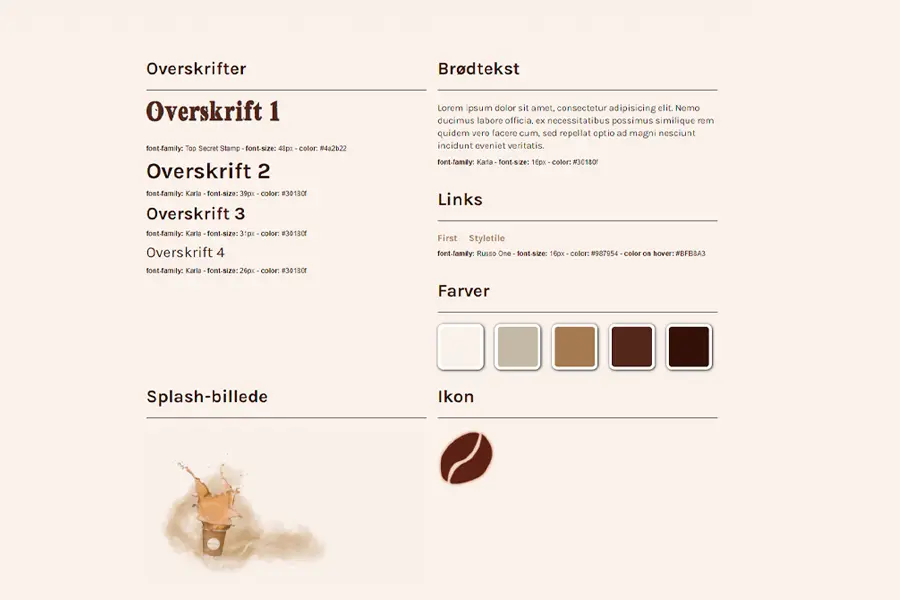 Overskrifter
Overskrift 1
font-family: Top Secret Stamp - font-size: 48px - color: #4a2b22
Overskrift 2
font-family: Karla - font-size: 39px - color: #30180f
Overskrift 3
font-family: Karla - font-size: 31px - color: #30180f
Overskrift 4
font-family: Karla - font-size: 26px - color: #30180f
Brødtekst
Lorem ipsum dolor sit amet, consectetur adipisicing elit. Nemo
ducimus labore officia, ex necessitatibus possimus similique rem
quidem vero facere cum, sed repellat optio ad magni nesciunt
incidunt eveniet veritatis.
font-family: Karla - font-size: 16px - color: #30180f
Links
First Styletile
font-family: Russo One - font-size: 16px - color: #987954 - color on hover: #BFB8A3
Farver
Splash-billede
Ikon